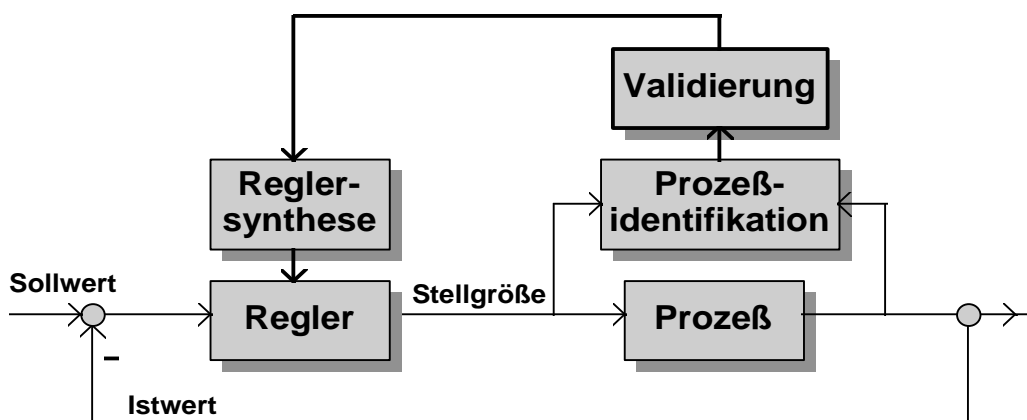 Validierung
Regler-
synthese
Prozeß-
identifikation
Sollwert
Stellgröße
Regler
Prozeß
-
Istwert